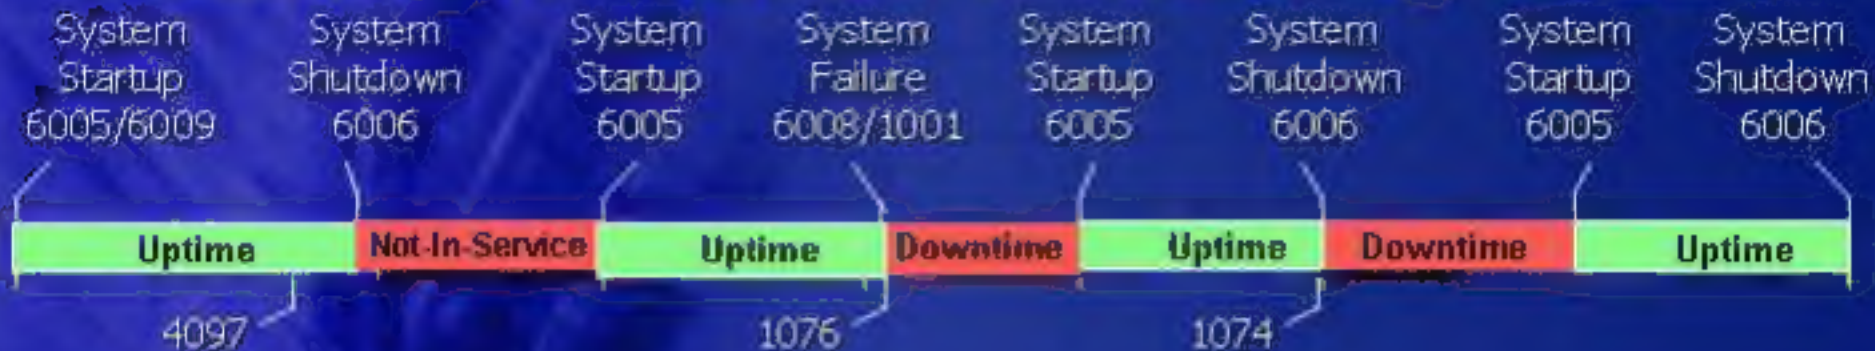 System Startup 6005/6009
System Shutdown 6006
System Startup 6005
System Failure 6008/1001
System Startup 6005
System Shutdown 6006
System Startup 6005
System Shutdown 6006
Uptime
Not-In-Service
Uptime
Downtime
Uptime
Downtime
Uptime
4097
1076
1074